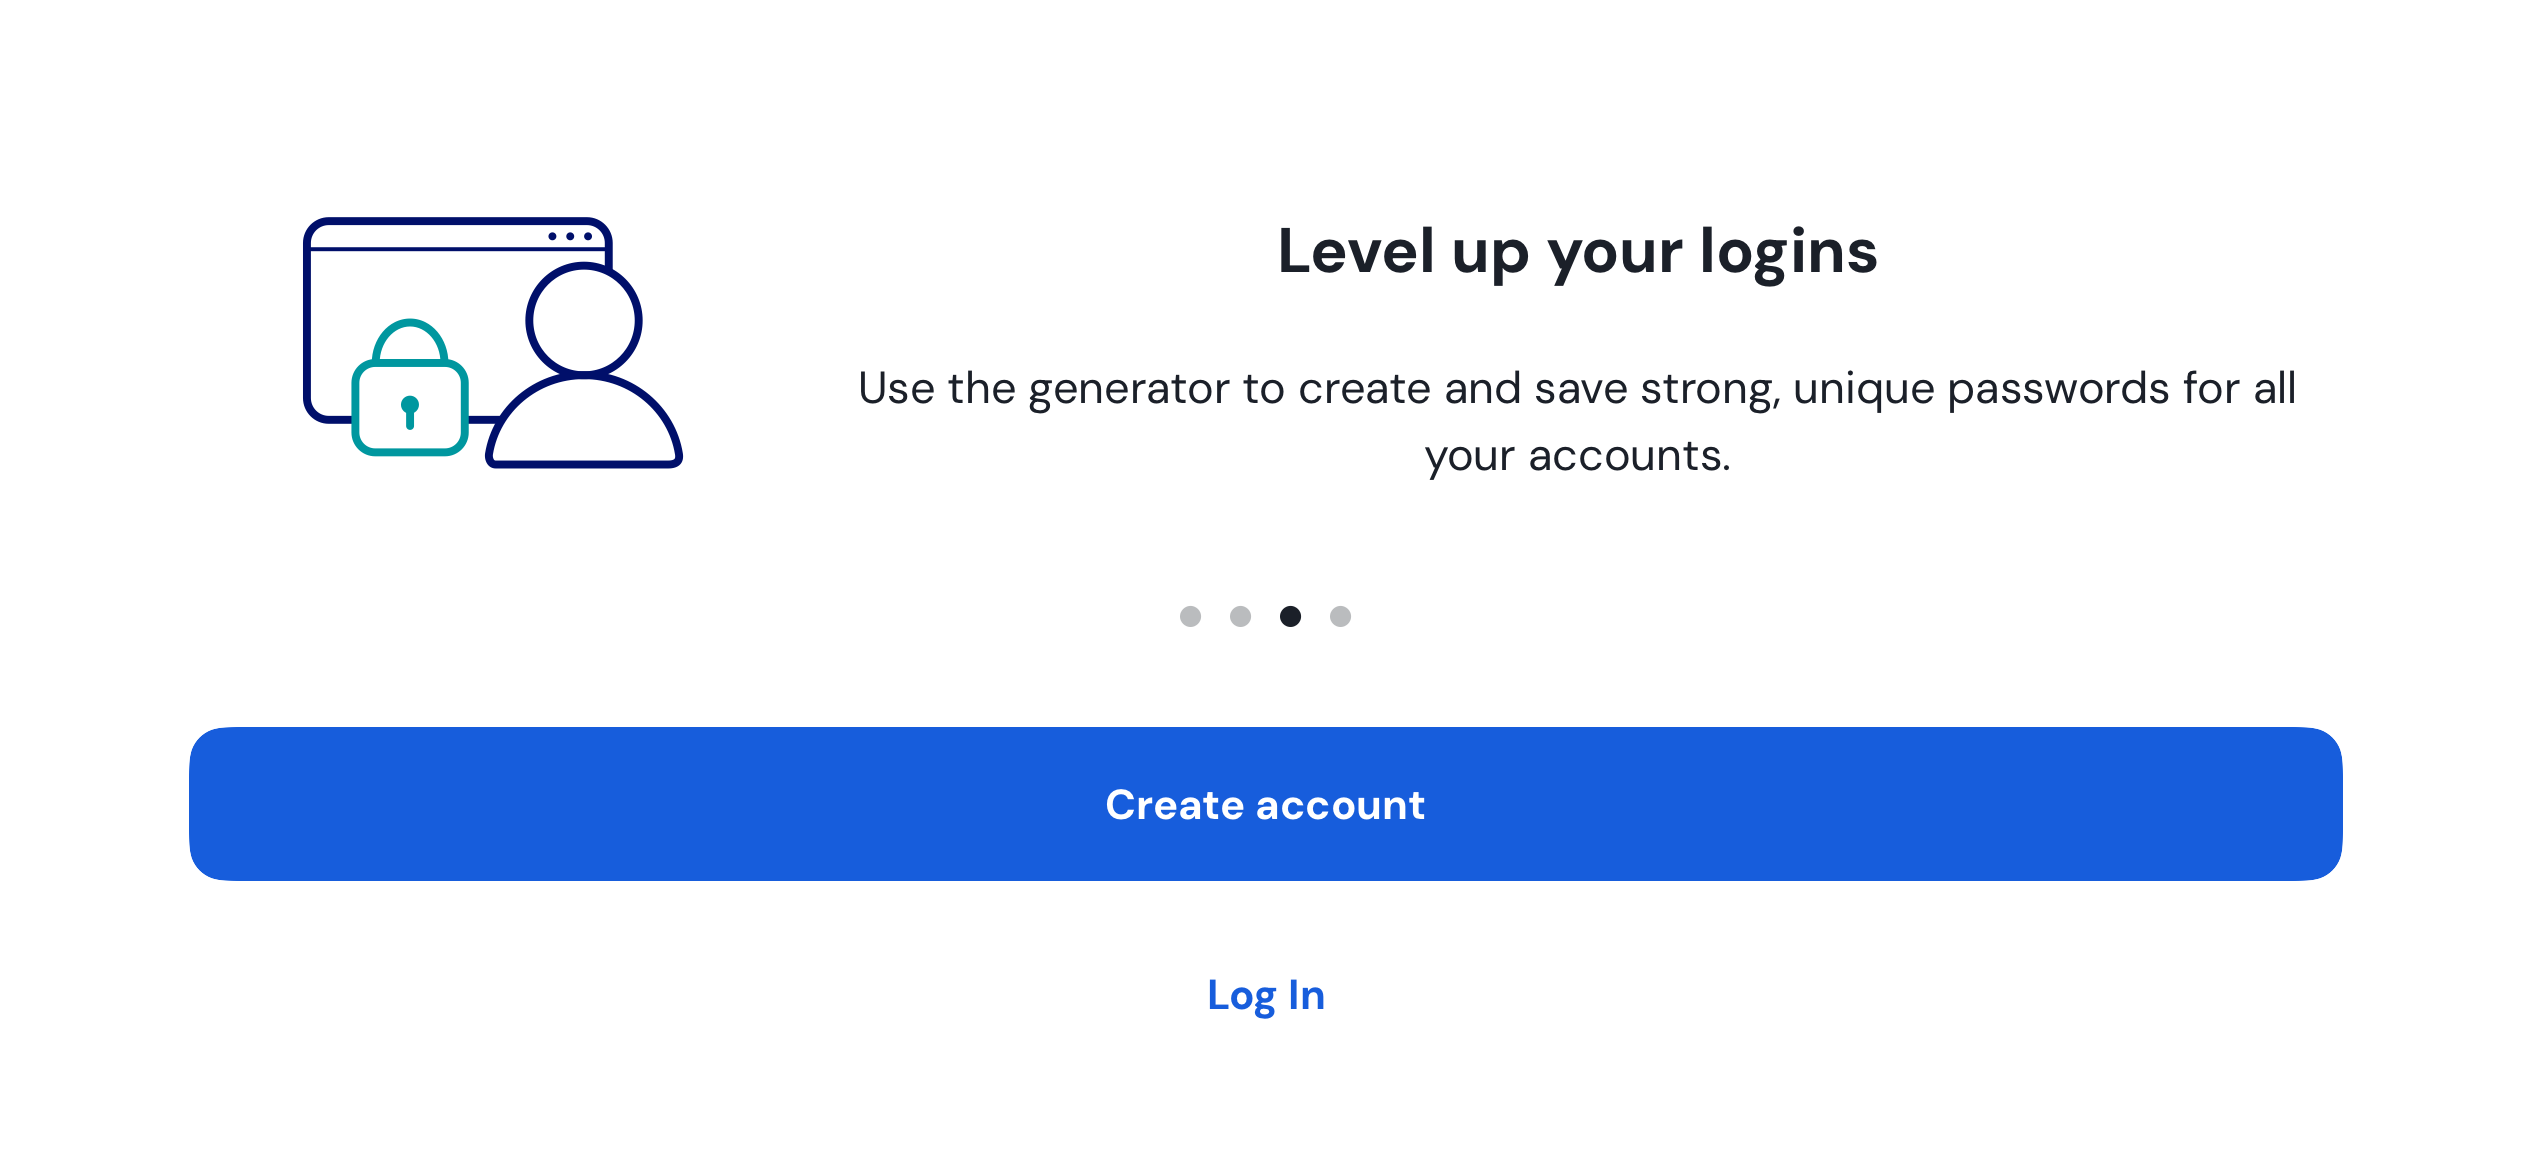 Level up your logins
Use the generator to create and save strong, unique passwords for all
your accounts.
Create account
Log In